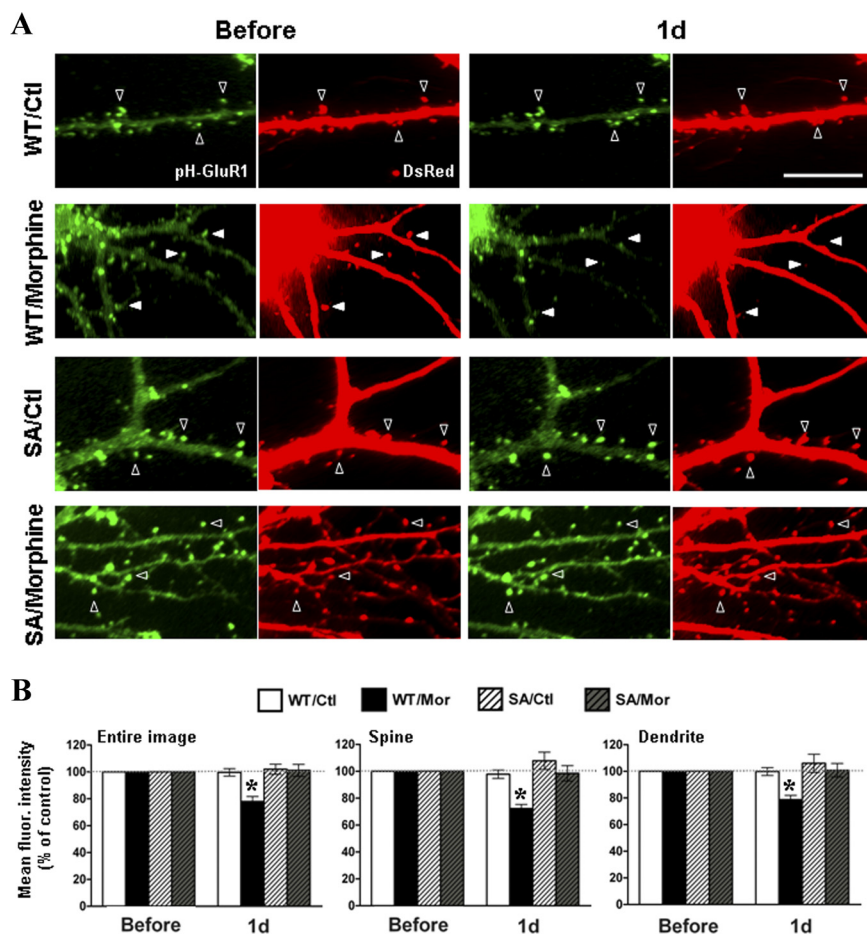 A
Before 1d
WT/Ctl
pH-GluR1 DsRed
WT/Morphine
SA/Ctl
SA/Morphine
B
WT/Ctl WT/Mor SA/Ctl SA/Mor
Mean fluor. intensity
(% of control)
Entire image
120
100
80
60
40
20
0
Before 1d
*
Spine
120
100
80
60
40
20
0
Before 1d
*
Dendrite
120
100
80
60
40
20
0
Before 1d
*